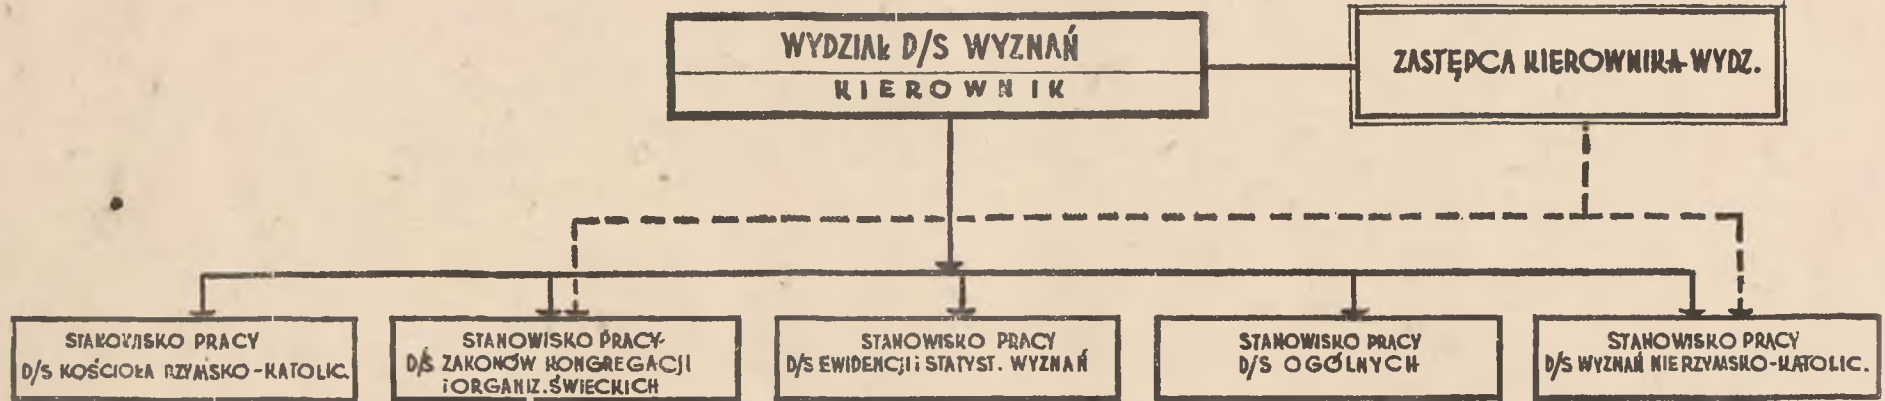 WYDZIAŁ D/S WYZNAŃ
KIEROWNIK
ZASTĘPCA KIEROWNIKA WYDZ.
STANOWISKO PRACY
D/S KOŚCIOŁA RZYMSKO-KATOLIC.
STANOWISKO PRACY
D/S ZAKONÓW KONGREGACJI
i ORGANIZ. ŚWIECKICH
STANOWISKO PRACY
D/S EWIDENCJI i STATYST. WYZNAŃ
STANOWISKO PRACY
D/S OGÓLNYCH
STANOWISKO PRACY
D/S WYZNAŃ NIERZYMSKO-KATOLIC.